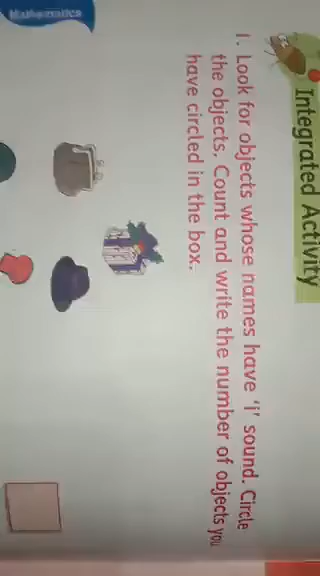 Mathematics
Integrated Activity
1. Look for objects whose names have 'i' sound. Circle
the objects. Count and write the number of objects you
have circled in the box.